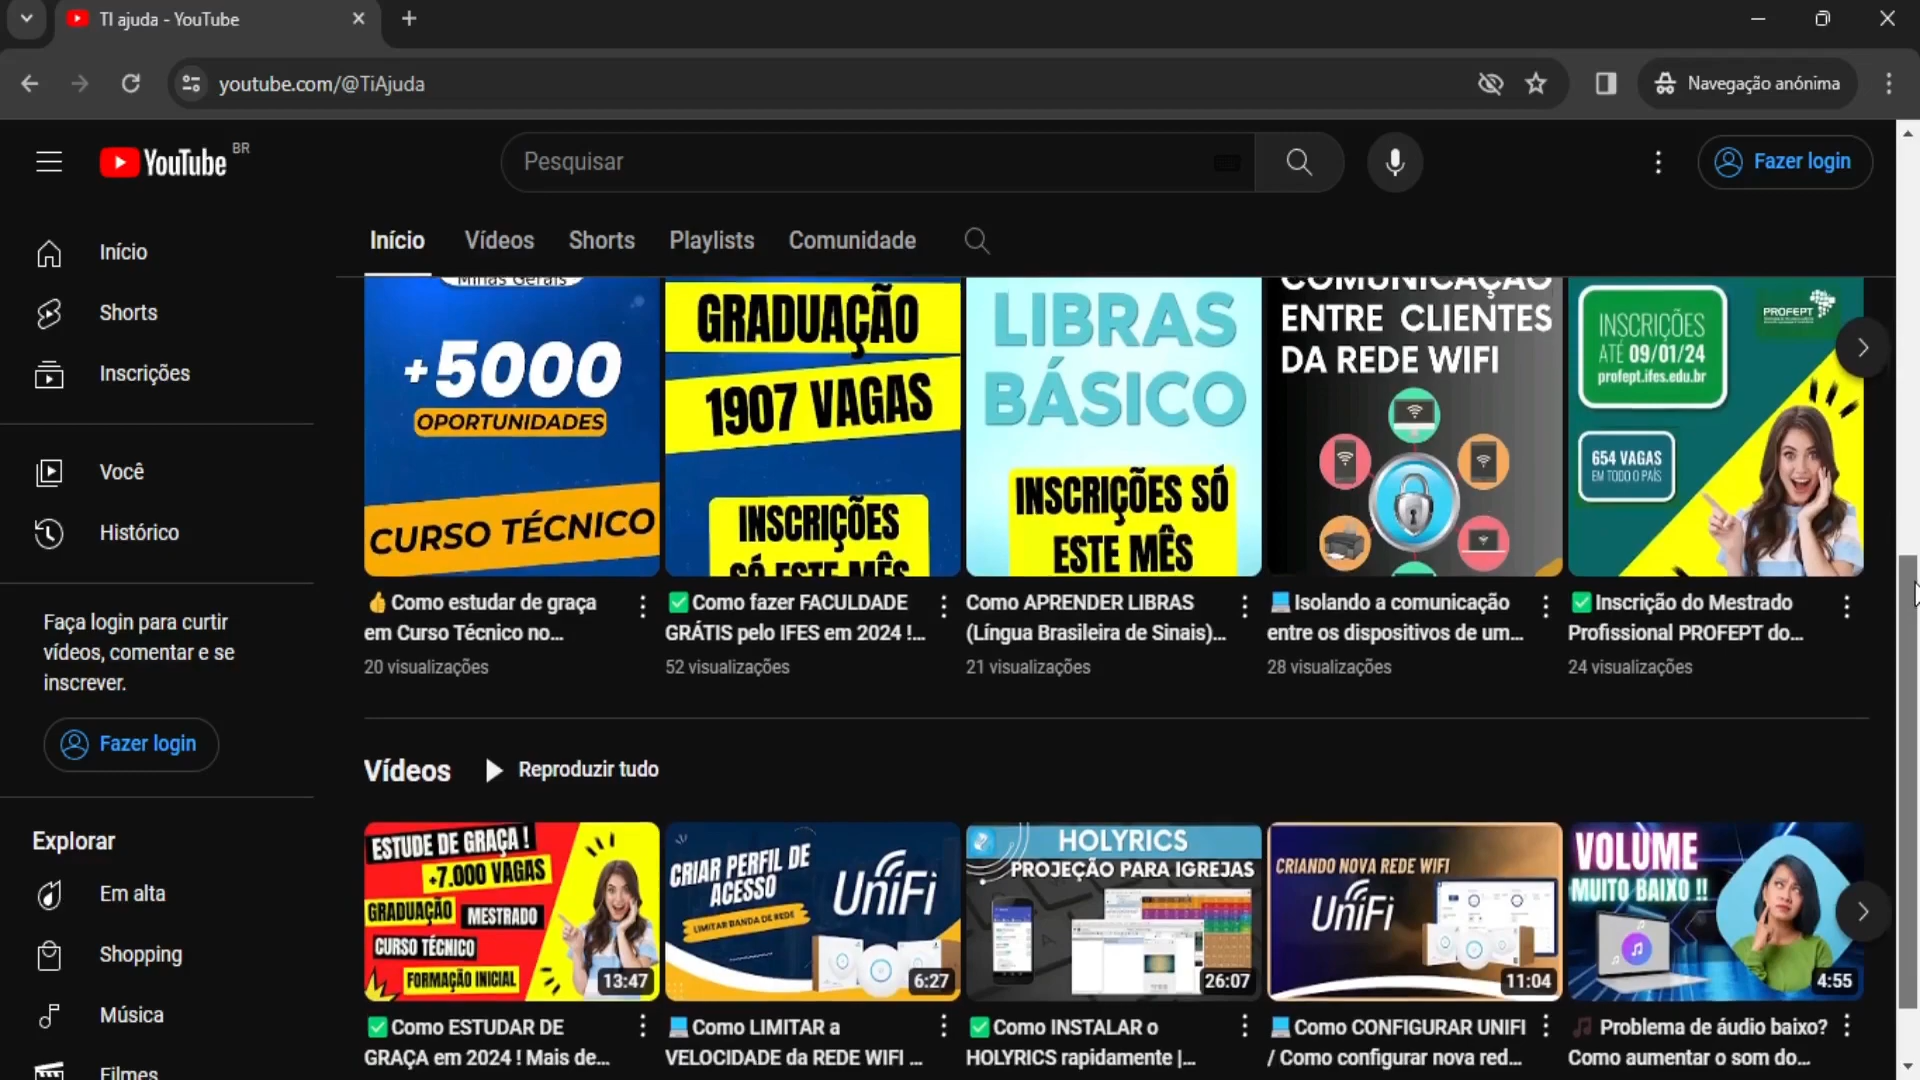 TI ajuda - YouTube
youtube.com/@TiAjuda
Navegação anónima
YouTube BR
Pesquisar
Fazer login
Início
Shorts
Inscrições
Você
Histórico
Faça login para curtir
vídeos, comentar e se
inscrever.
Fazer login
Explorar
Em alta
Shopping
Música
Filmes
Início Vídeos Shorts Playlists Comunidade
Minas Gerais
+5000
OPORTUNIDADES
CURSO TÉCNICO
👍Como estudar de graça
em Curso Técnico no...
20 visualizações
GRADUAÇÃO
1907 VAGAS
INSCRIÇÕES
SÓ ESTE MÊS
✅Como fazer FACULDADE
GRÁTIS pelo IFES em 2024 !...
52 visualizações
LIBRAS
BÁSICO
INSCRIÇÕES SÓ
ESTE MÊS
Como APRENDER LIBRAS
(Língua Brasileira de Sinais)...
21 visualizações
COMUNICAÇÃO
ENTRE CLIENTES
DA REDE WIFI
💻Isolando a comunicação
entre os dispositivos de um...
28 visualizações
INSCRIÇÕES
ATÉ 09/01/24
profept.ifes.edu.br
PROFEPT
654 VAGAS
EM TODO O PAÍS
✅Inscrição do Mestrado
Profissional PROFEPT do...
24 visualizações
Vídeos Reproduzir tudo
ESTUDE DE GRAÇA !
+7.000 VAGAS
GRADUAÇÃO MESTRADO
CURSO TÉCNICO
FORMAÇÃO INICIAL
13:47
✅Como ESTUDAR DE
GRAÇA em 2024 ! Mais de...
CRIAR PERFIL DE
ACESSO
LIMITAR BANDA DE REDE
UniFi
6:27
💻Como LIMITAR a
VELOCIDADE da REDE WIFI ...
HOLYRICS
PROJEÇÃO PARA IGREJAS
26:07
✅Como INSTALAR o
HOLYRICS rapidamente |...
CRIANDO NOVA REDE WIFI
UniFi
11:04
💻Como CONFIGURAR UNIFI
/ Como configurar nova red...
VOLUME
MUITO BAIXO !!
4:55
🎵 Problema de áudio baixo?
Como aumentar o som do...